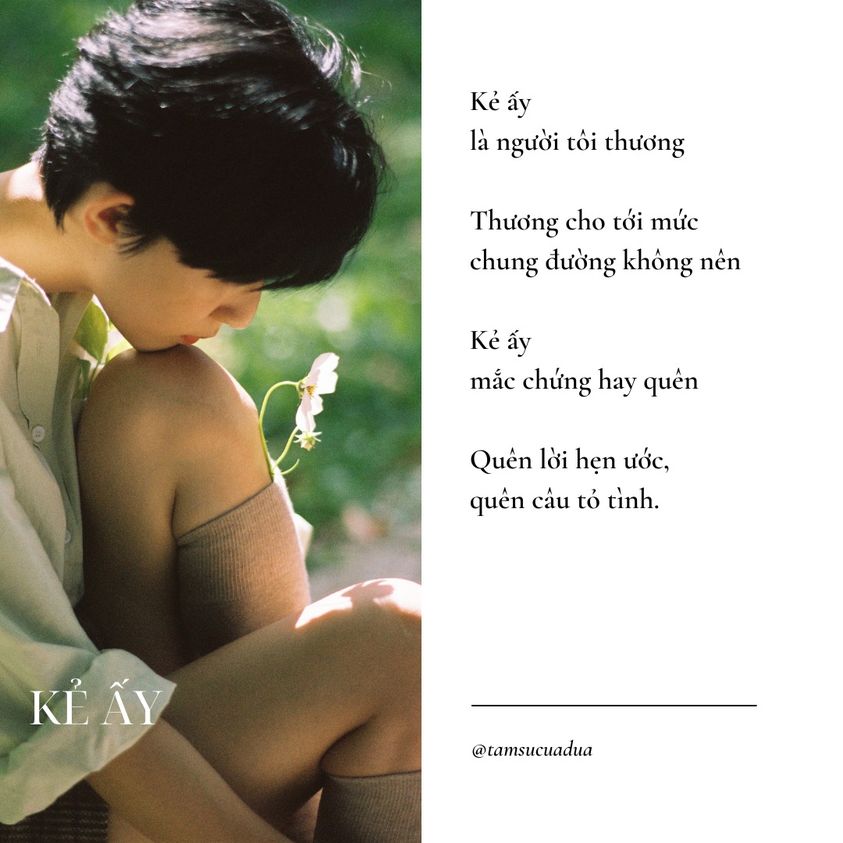 Kẻ ấy
là người tôi thương
Thương cho tới mức
chung đường không nên
Kẻ ấy
mắc chứng hay quên
Quên lời hẹn ước,
quên câu tỏ tình.
KẺ ẤY
@tamsucuadua